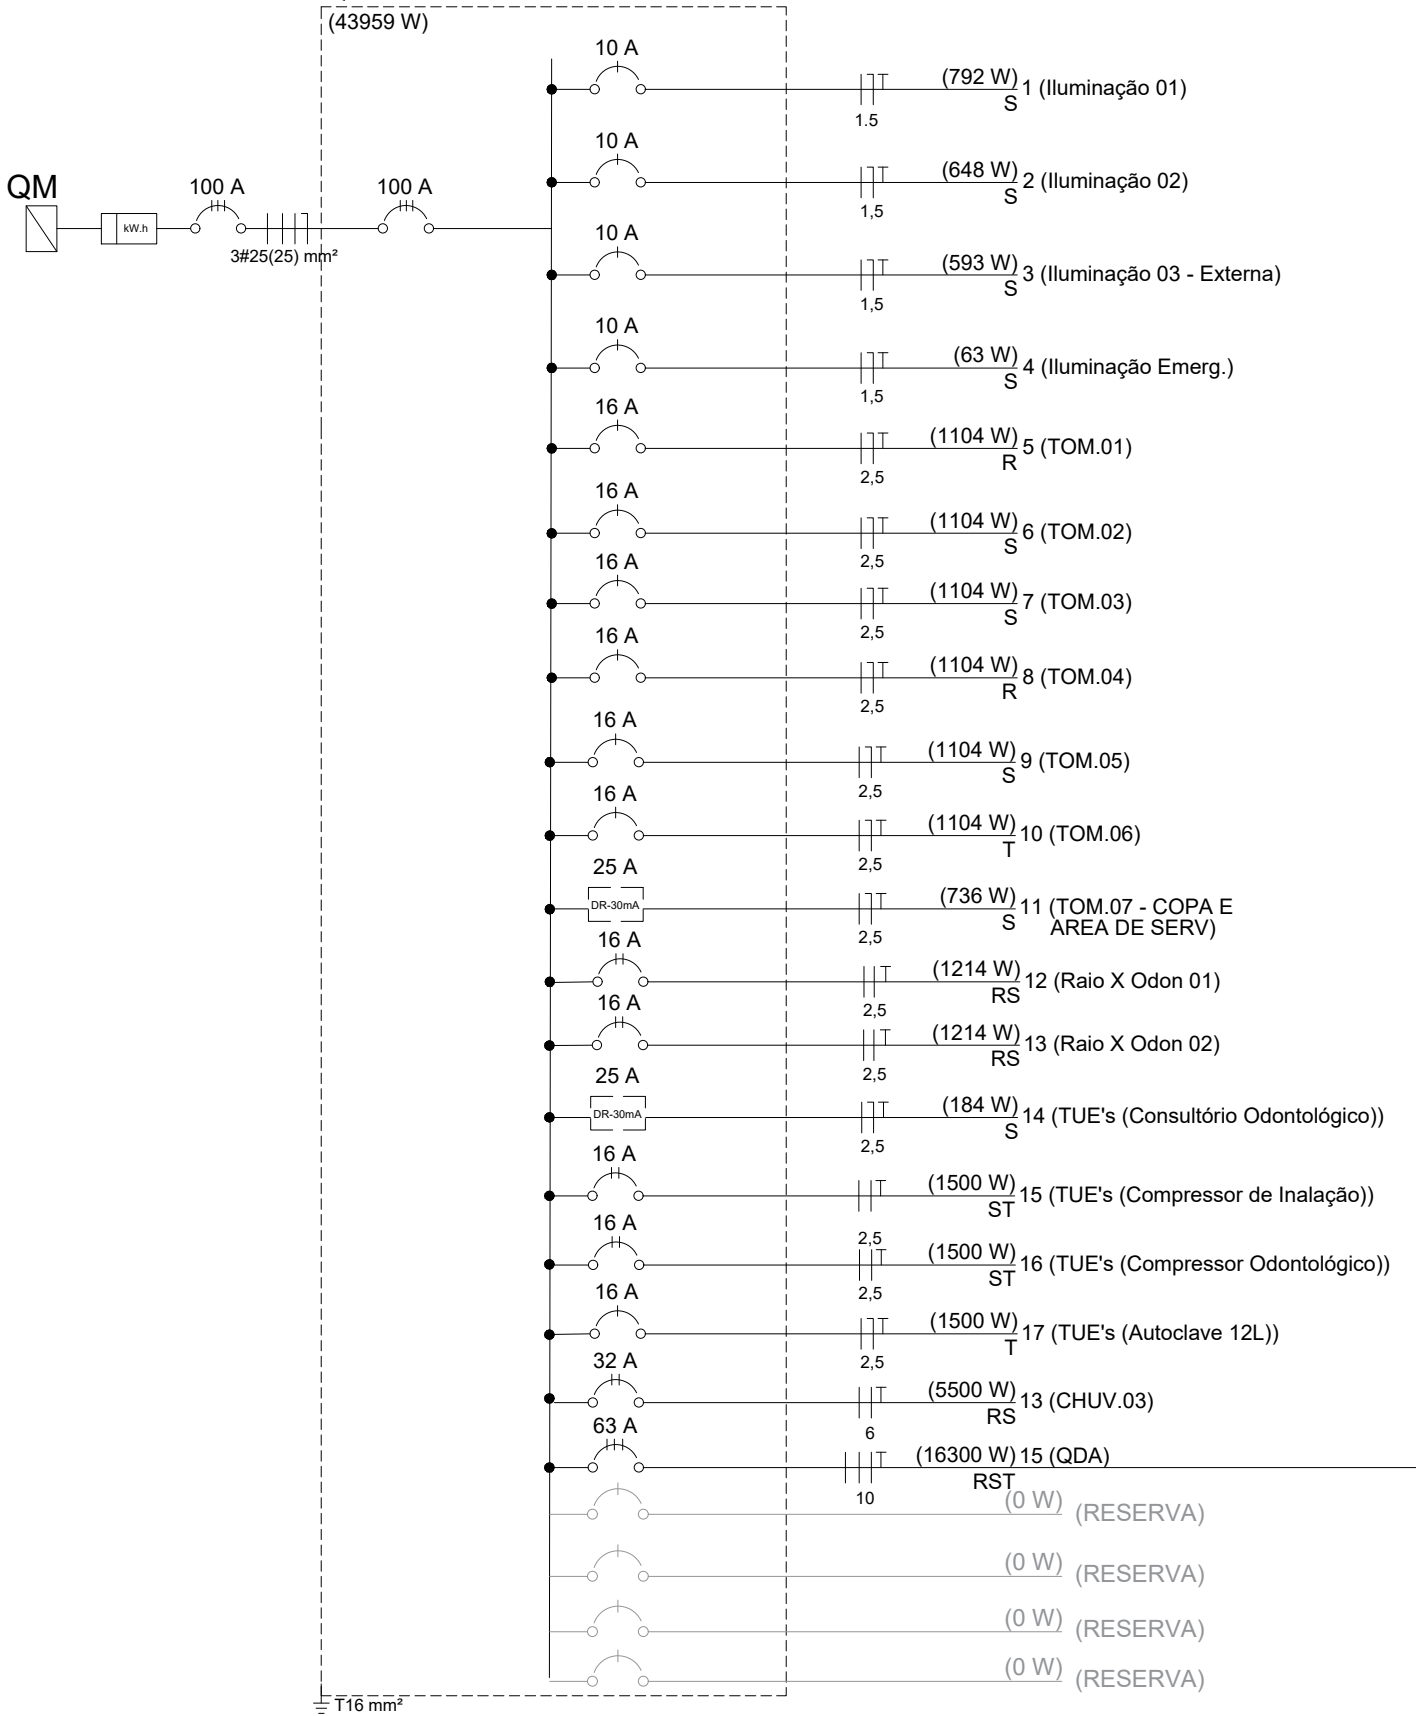 (43959 W)
QM
kW.h
100 A
3#25(25) mm²
100 A
10 A
1.5
(792 W)
S
1 (Iluminação 01)
10 A
1,5
(648 W)
S
2 (Iluminação 02)
10 A
1,5
(593 W)
S
3 (Iluminação 03 - Externa)
10 A
1,5
(63 W)
S
4 (Iluminação Emerg.)
16 A
2,5
(1104 W)
R
5 (TOM.01)
16 A
2,5
(1104 W)
S
6 (TOM.02)
16 A
2,5
(1104 W)
S
7 (TOM.03)
16 A
2,5
(1104 W)
R
8 (TOM.04)
16 A
2,5
(1104 W)
S
9 (TOM.05)
16 A
2,5
(1104 W)
T
10 (TOM.06)
25 A
DR-30mA
2,5
(736 W)
S
11 (TOM.07 - COPA E
AREA DE SERV)
16 A
2,5
(1214 W)
RS
12 (Raio X Odon 01)
16 A
2,5
(1214 W)
RS
13 (Raio X Odon 02)
25 A
DR-30mA
2,5
(184 W)
S
14 (TUE's (Consultório Odontológico))
16 A
2,5
(1500 W)
ST
15 (TUE's (Compressor de Inalação))
16 A
2,5
(1500 W)
ST
16 (TUE's (Compressor Odontológico))
16 A
2,5
(1500 W)
T
17 (TUE's (Autoclave 12L))
32 A
6
(5500 W)
RS
13 (CHUV.03)
63 A
10
(16300 W)
RST
15 (QDA)
(0 W)
(RESERVA)
(0 W)
(RESERVA)
(0 W)
(RESERVA)
(0 W)
(RESERVA)
T16 mm²